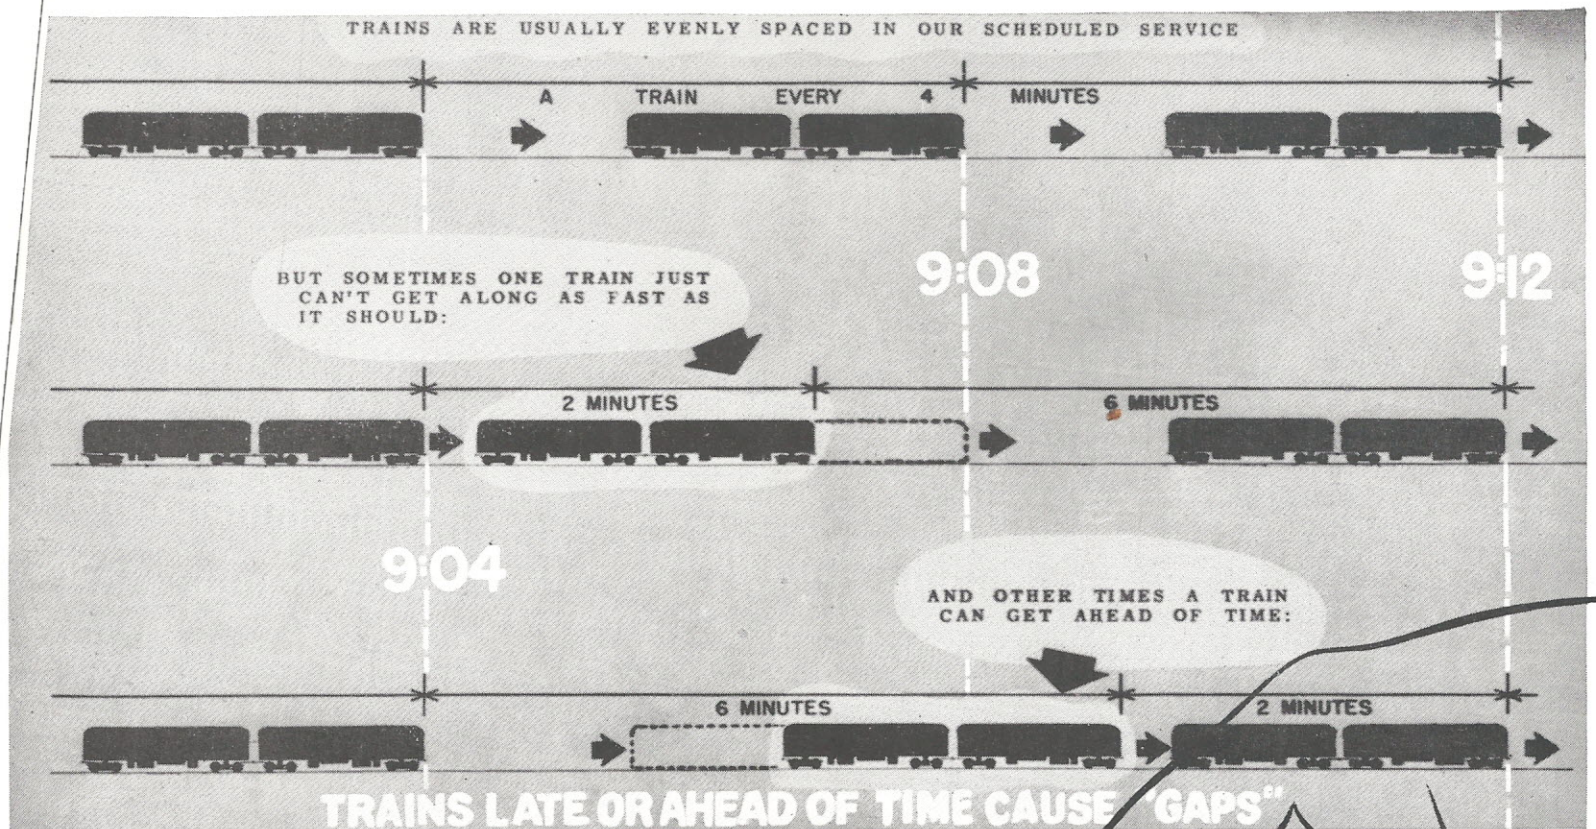 TRAINS ARE USUALLY EVENLY SPACED IN OUR SCHEDULED SERVICE
A TRAIN EVERY 4 MINUTES
9:08
9:12
BUT SOMETIMES ONE TRAIN JUST
CAN'T GET ALONG AS FAST AS
IT SHOULD:
2 MINUTES
6 MINUTES
9:04
AND OTHER TIMES A TRAIN
CAN GET AHEAD OF TIME:
6 MINUTES
2 MINUTES
TRAINS LATE OR AHEAD OF TIME CAUSE "GAPS"